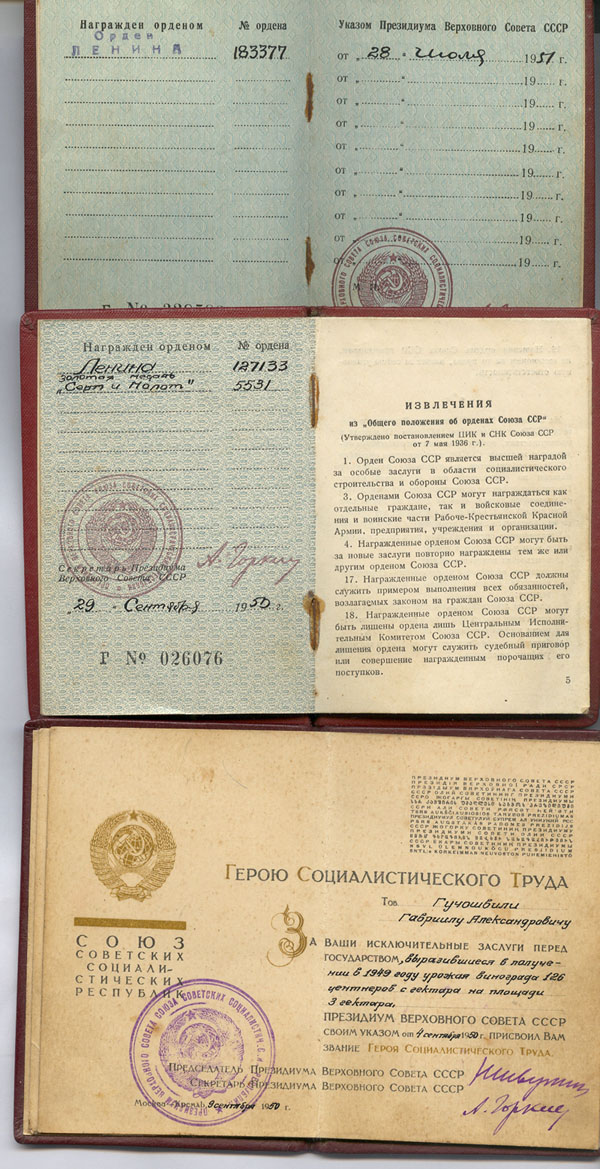 Награжден орденом
№ ордена
Орден
ЛЕНИНА
183377
Указом Президиума Верховного Совета СССР
от „ 28 “ июля 1951 г.
от „ “ 19 г.
от „ “ 19 г.
от „ “ 19 г.
от „ “ 19 г.
от „ “ 19 г.
от „ “ 19 г.
от „ “ 19 г.
от „ “ 19 г.
от 19 г.
Г №
Награжден орденом
№ ордена
Ленина 127133
золотая медаль
„Серп и Молот" 5531
Секретарь Президиума
Верховного Совета СССР
А. Горкин
„29 “ Сентября 1950 г.
Г № 026076
ИЗВЛЕЧЕНИЯ
из „Общего положения об орденах Союза ССР“
(Утверждено постановлением ЦИК и СНК Союза ССР
от 7 мая 1936 г.).
1. Орден Союза ССР является высшей наградой
за особые заслуги в области социалистического
строительства и обороны Союза ССР.
3. Орденами Союза ССР могут награждаться как
отдельные граждане, так и войсковые соедине-
ния и воинские части Рабоче-Крестьянской Красной
Армии, предприятия, учреждения и организации.
4. Награжденные орденом Союза ССР могут быть
за новые заслуги повторно награждены тем же или
другим орденом Союза ССР.
17. Награжденные орденом Союза ССР должны
служить примером выполнения всех обязанностей,
возлагаемых законом на граждан Союза ССР.
18. Награжденные орденом Союза ССР могут
быть лишены ордена лишь Центральным Исполни-
тельным Комитетом Союза ССР. Основанием для
лишения ордена могут служить судебный приговор
или совершение награжденным порочащих его
поступков.
5
СОЮЗ
СОВЕТСКИХ
СОЦИАЛИ-
СТИЧЕСКИХ
РЕСПУБЛИК
ПРЕЗИДИУМ ВЕРХОВНОГО СОВЕТА СССР
ГЕРОЮ СОЦИАЛИСТИЧЕСКОГО ТРУДА
Тов Гучошвили
Гавриилу Александровичу
ЗА ВАШИ ИСКЛЮЧИТЕЛЬНЫЕ ЗАСЛУГИ ПЕРЕД
ГОСУДАРСТВОМ, выразившиеся в получе-
нии в 1949 году урожая винограда 126
центнеров с гектара на площади
3 гектара,
ПРЕЗИДИУМ ВЕРХОВНОГО СОВЕТА СССР
СВОИМ УКАЗОМ от 4 сентября 1950 г. ПРИСВОИЛ ВАМ
ЗВАНИЕ ГЕРОЯ СОЦИАЛИСТИЧЕСКОГО ТРУДА.
ПРЕДСЕДАТЕЛЬ ПРЕЗИДИУМА ВЕРХОВНОГО СОВЕТА СССР
СЕКРЕТАРЬ ПРЕЗИДИУМА ВЕРХОВНОГО СОВЕТА СССР
А. Горкин
Москва-Кремль, 9 сентября 1950 г.